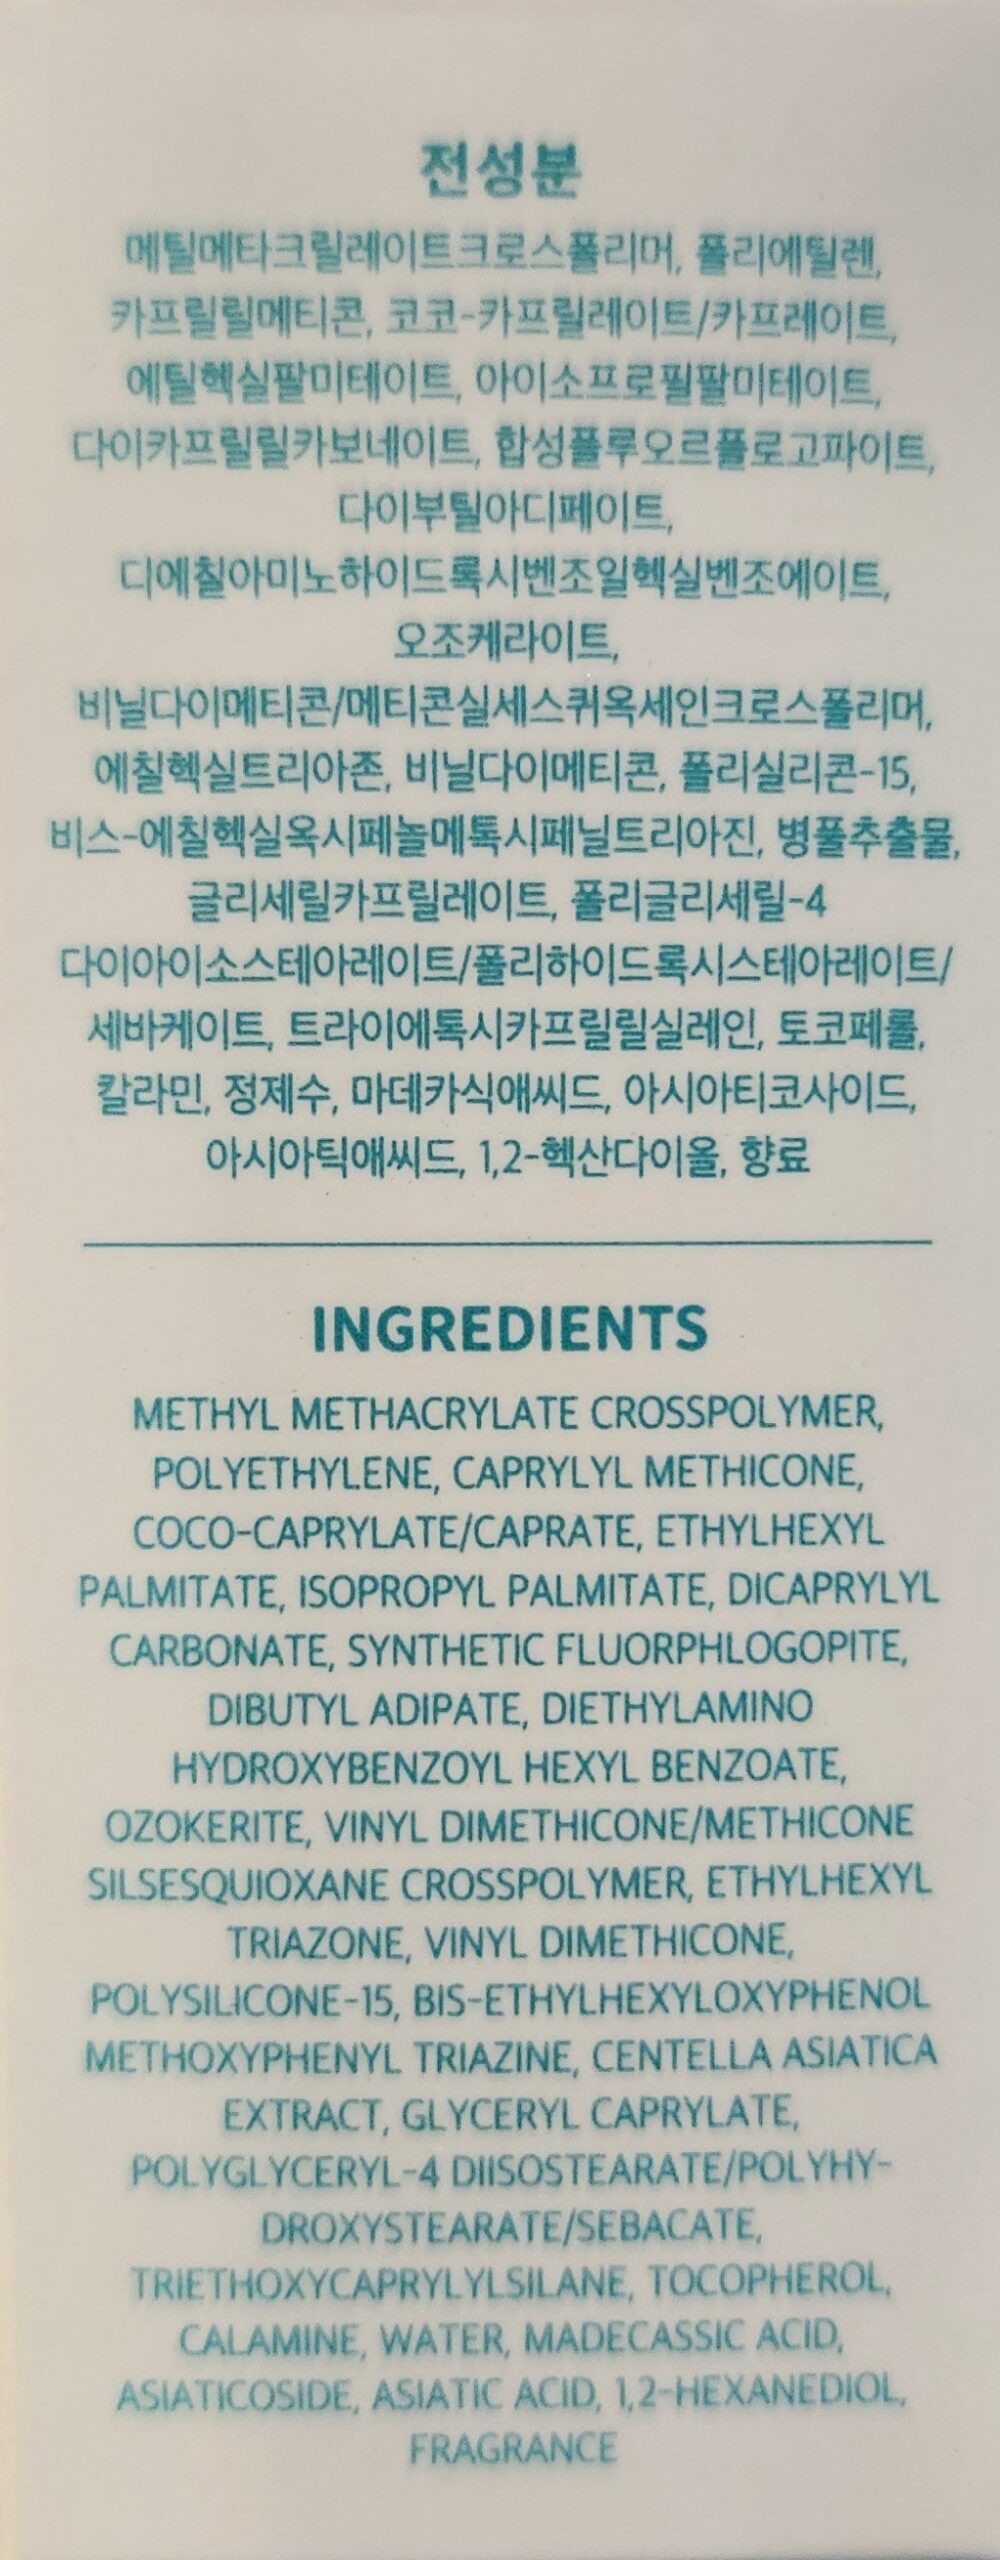 전성분
메틸메타크릴레이트크로스폴리머, 폴리에틸렌,
카프릴릴메티콘, 코코-카프릴레이트/카프레이트,
에틸헥실팔미테이트, 아이소프로필팔미테이트,
다이카프릴릴카보네이트, 합성플루오르플로고파이트,
다이부틸아디페이트,
디에칠아미노하이드록시벤조일헥실벤조에이트,
오조케라이트,
비닐다이메티콘/메티콘실세스퀴옥세인크로스폴리머,
에칠헥실트리아존, 비닐다이메티콘, 폴리실리콘-15,
비스-에칠헥실옥시페놀메톡시페닐트리아진, 병풀추출물,
글리세릴카프릴레이트, 폴리글리세릴-4
다이아이소스테아레이트/폴리하이드록시스테아레이트/
세바케이트, 트라이에톡시카프릴릴실레인, 토코페롤,
칼라민, 정제수, 마데카식애씨드, 아시아티코사이드,
아시아틱애씨드, 1,2-헥산다이올, 향료
INGREDIENTS
METHYL METHACRYLATE CROSSPOLYMER,
POLYETHYLENE, CAPRYLYL METHICONE,
COCO-CAPRYLATE/CAPRATE, ETHYLHEXYL
PALMITATE, ISOPROPYL PALMITATE, DICAPRYLYL
CARBONATE, SYNTHETIC FLUORPHLOGOPITE,
DIBUTYL ADIPATE, DIETHYLAMINO
HYDROXYBENZOYL HEXYL BENZOATE,
OZOKERITE, VINYL DIMETHICONE/METHICONE
SILSESQUIOXANE CROSSPOLYMER, ETHYLHEXYL
TRIAZONE, VINYL DIMETHICONE,
POLYSILICONE-15, BIS-ETHYLHEXYLOXYPHENOL
METHOXYPHENYL TRIAZINE, CENTELLA ASIATICA
EXTRACT, GLYCERYL CAPRYLATE,
POLYGLYCERYL-4 DIISOSTEARATE/POLYHY-
DROXYSTEARATE/SEBACATE,
TRIETHOXYCAPRYLYLSILANE, TOCOPHEROL,
CALAMINE, WATER, MADECASSIC ACID,
ASIATICOSIDE, ASIATIC ACID, 1,2-HEXANEDIOL,
FRAGRANCE